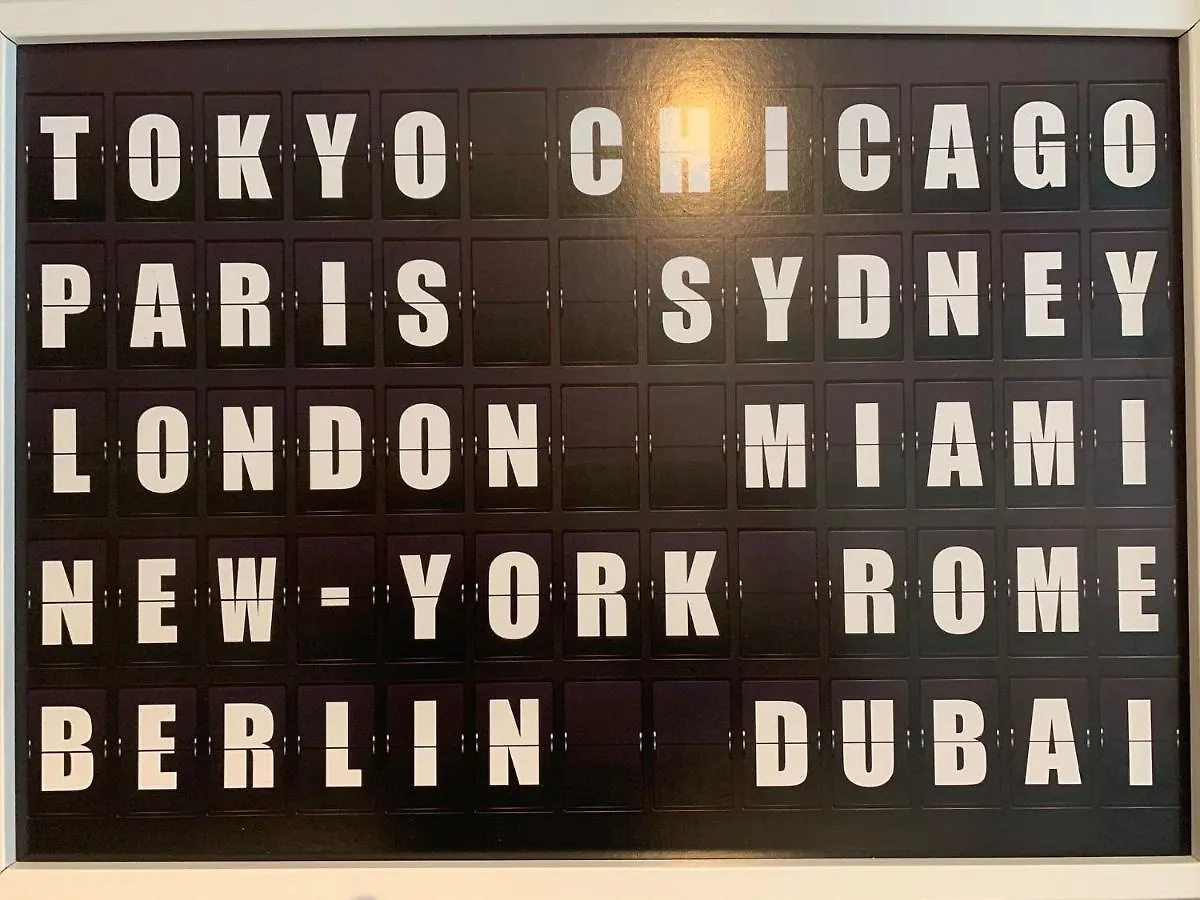 TOKYO CHICAGO
PARIS SYDNEY
LONDON MIAMI
NEW-YORK ROME
BERLIN DUBAI